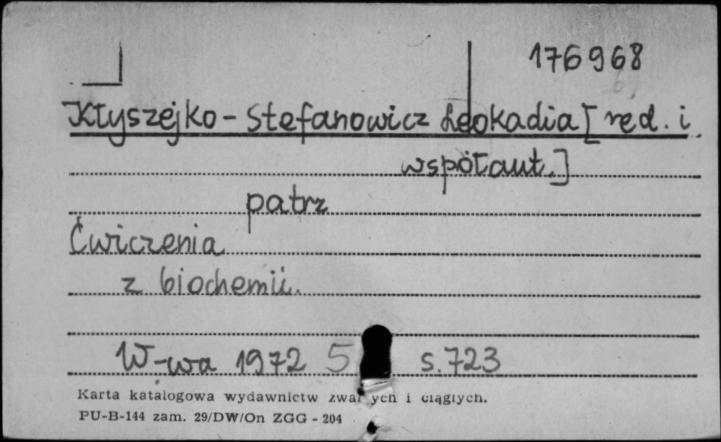 176968
Kłyszejko-Stefanowicz Leokadia [red. i
współaut.]
patrz
Ćwiczenia
z biochemii.
W-wa 1972 s. 723
Karta katalogowa wydawnictw zwartych i ciągłych.
PU-B-144 zam. 29/DW/On ZGG - 204